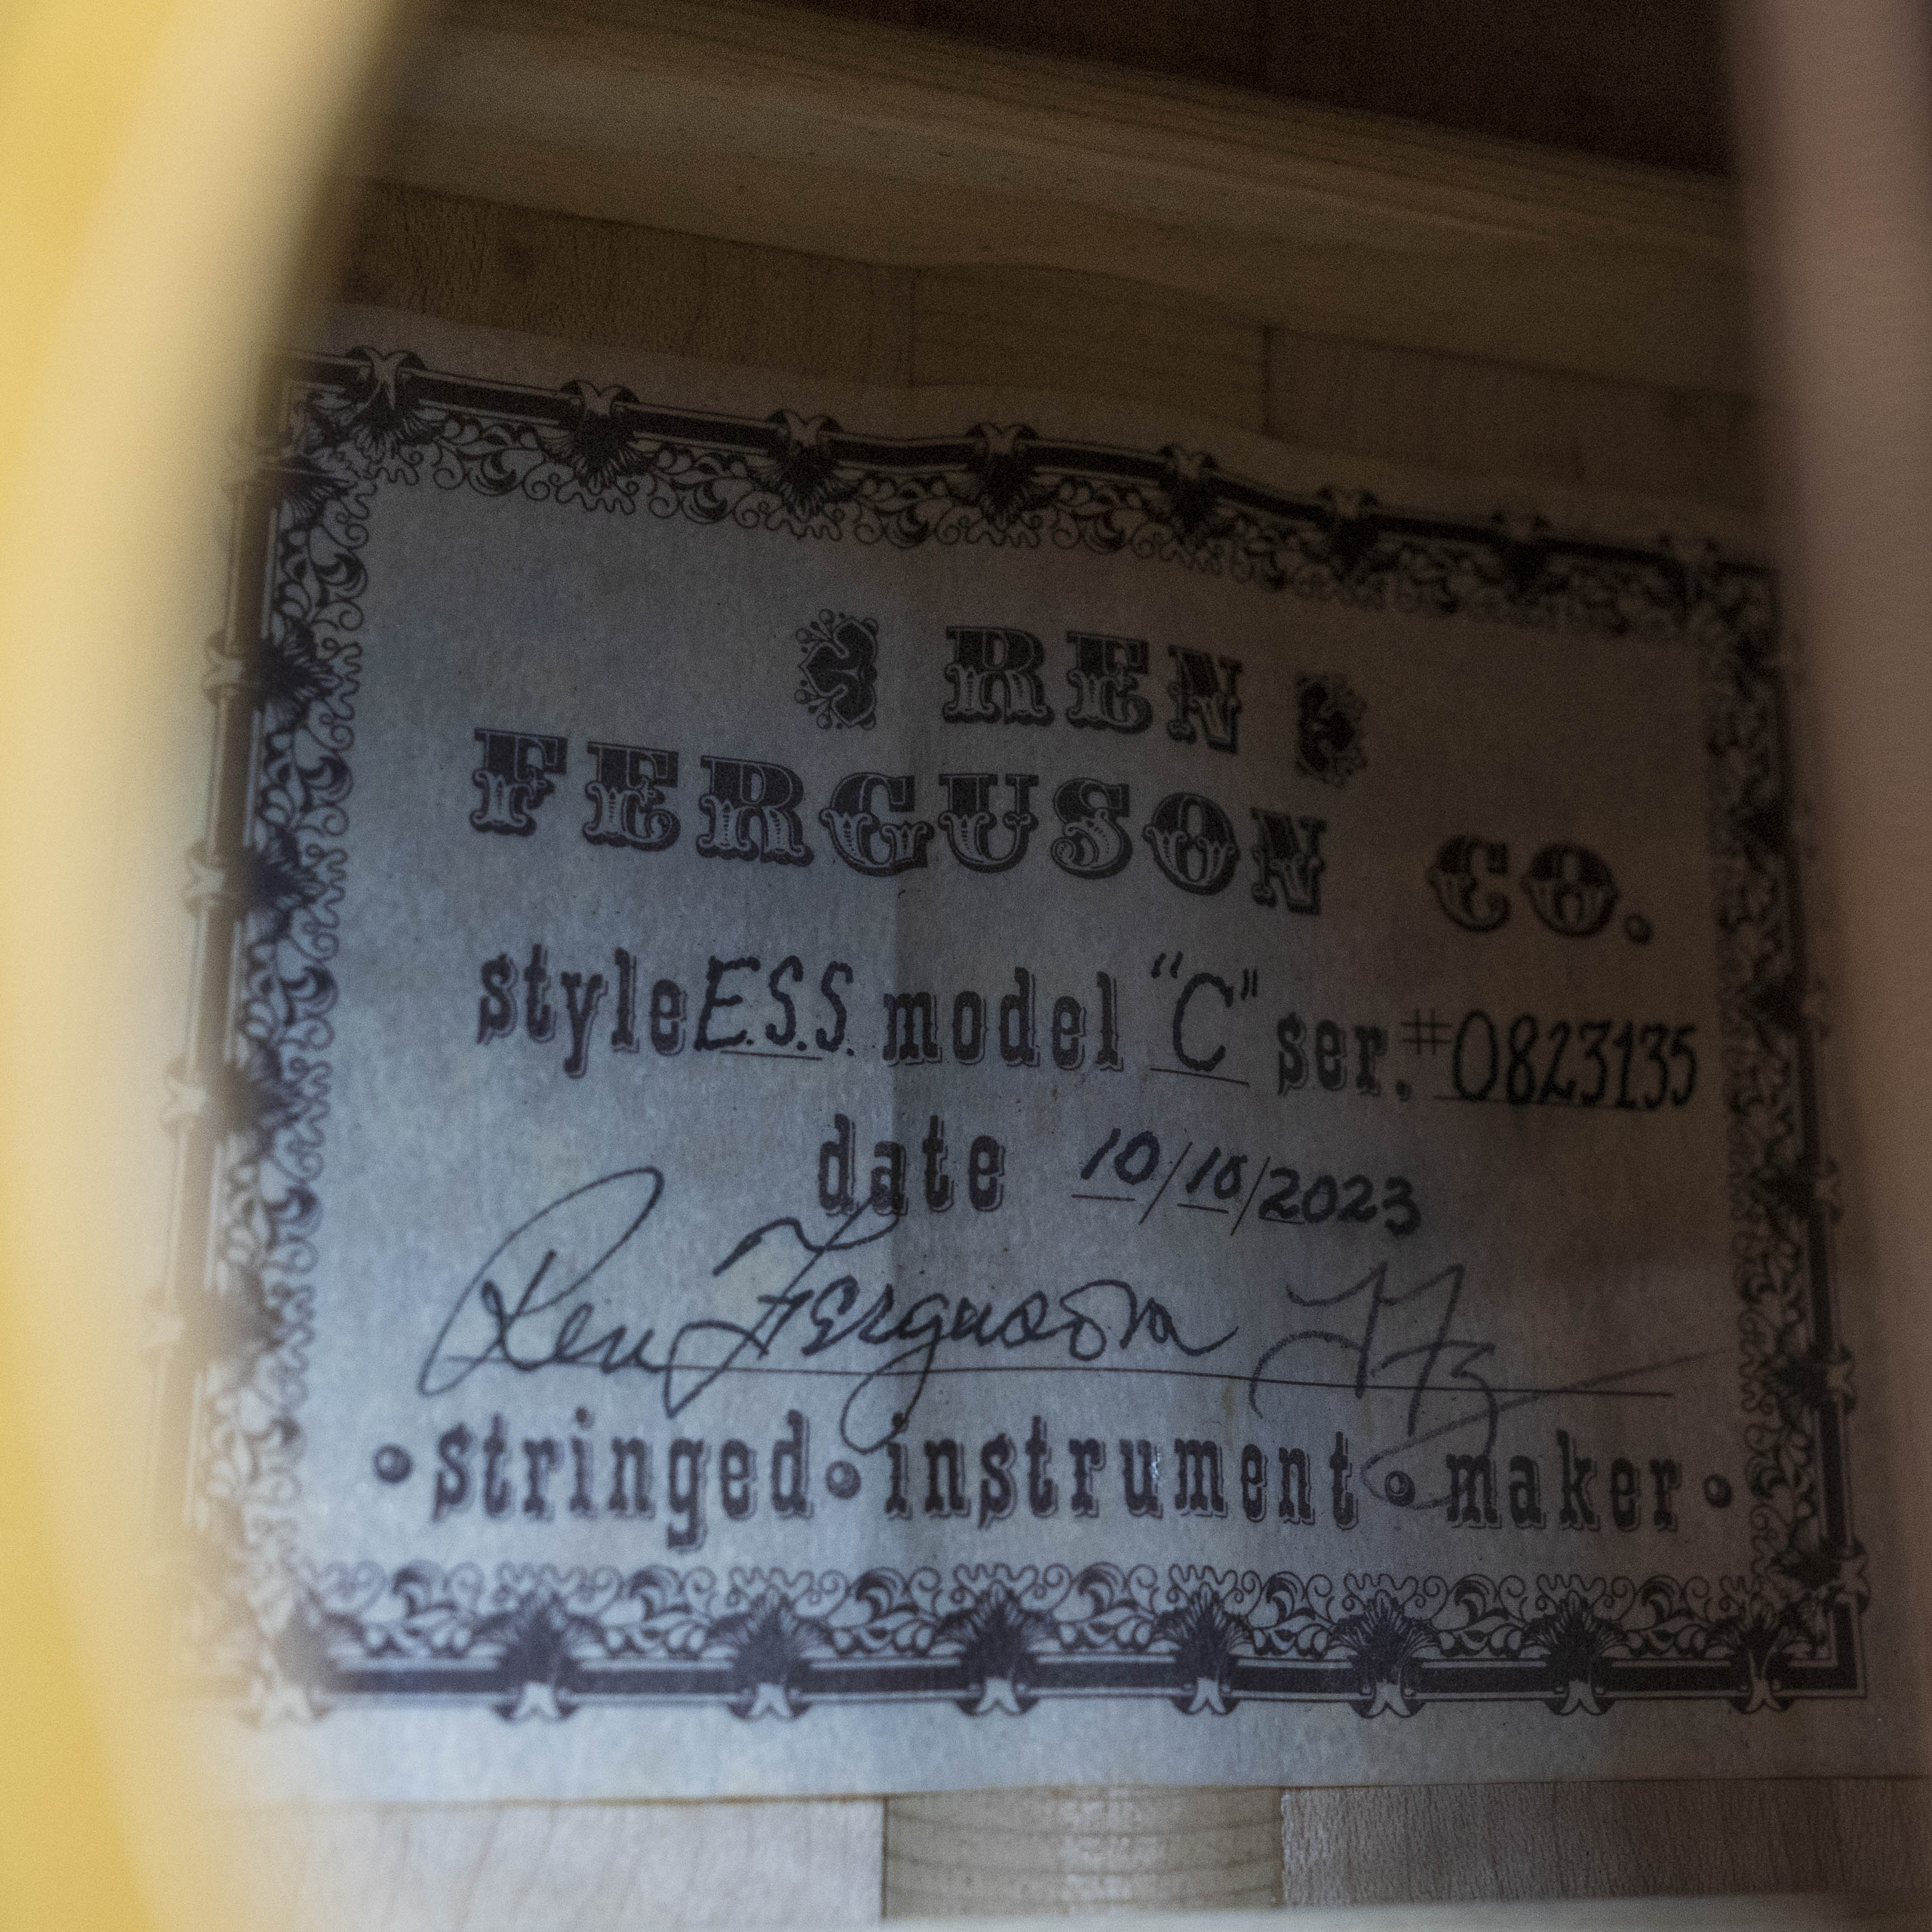 REN
FERGUSON CO.
style E.S.S. model "C" ser. #0823135
date 10/10/2023
Ren Ferguson
• stringed • instrument • maker •